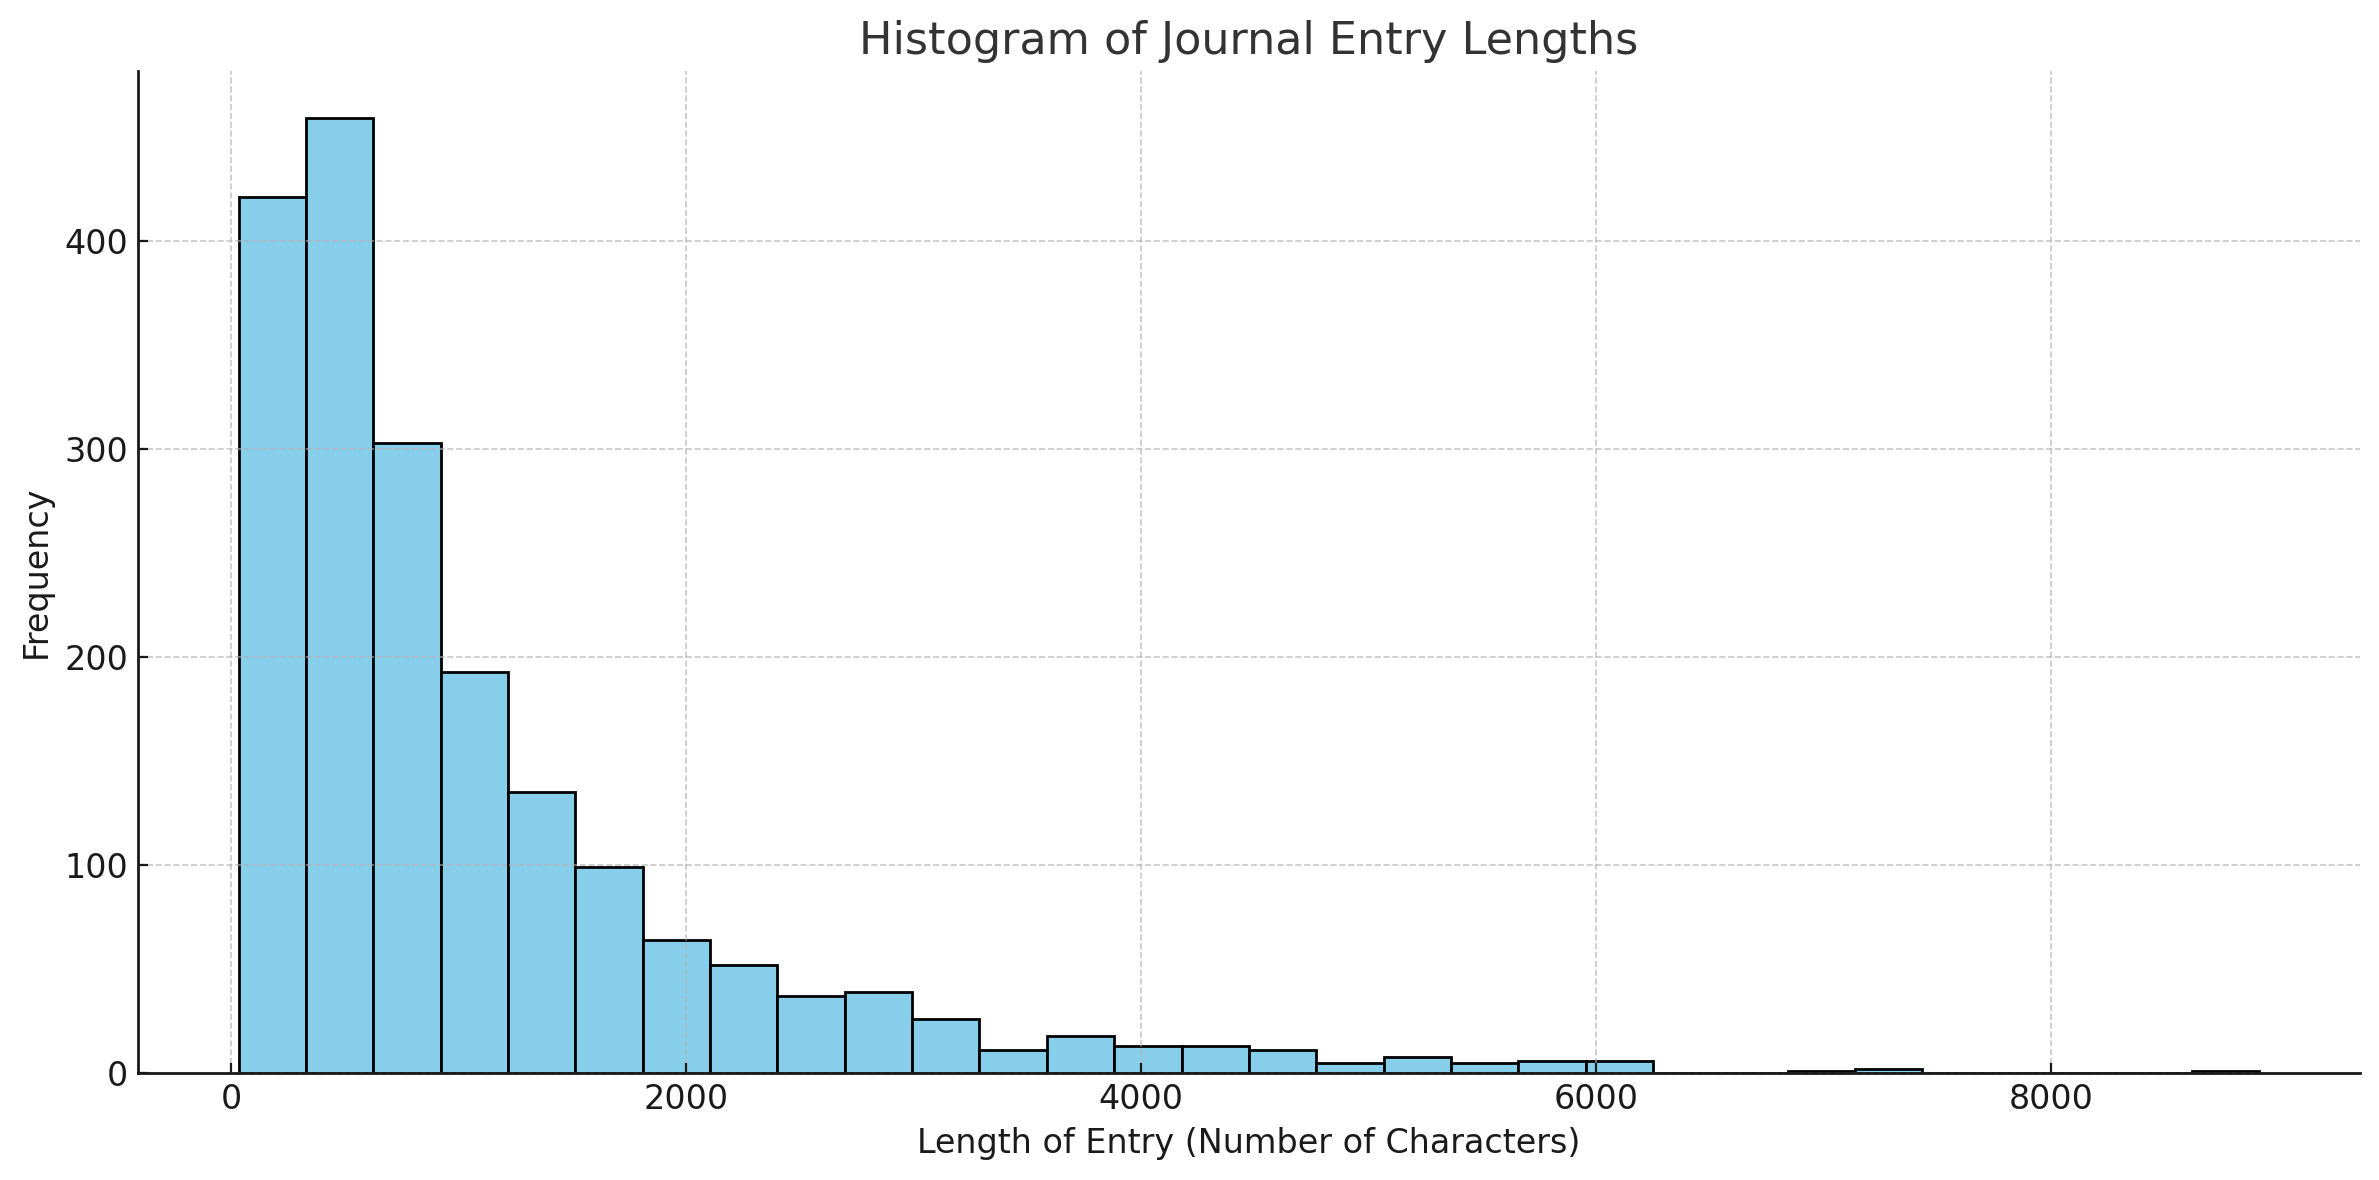 Histogram of Journal Entry Lengths
Frequency
400
300
200
100
0
0 2000 4000 6000 8000
Length of Entry (Number of Characters)